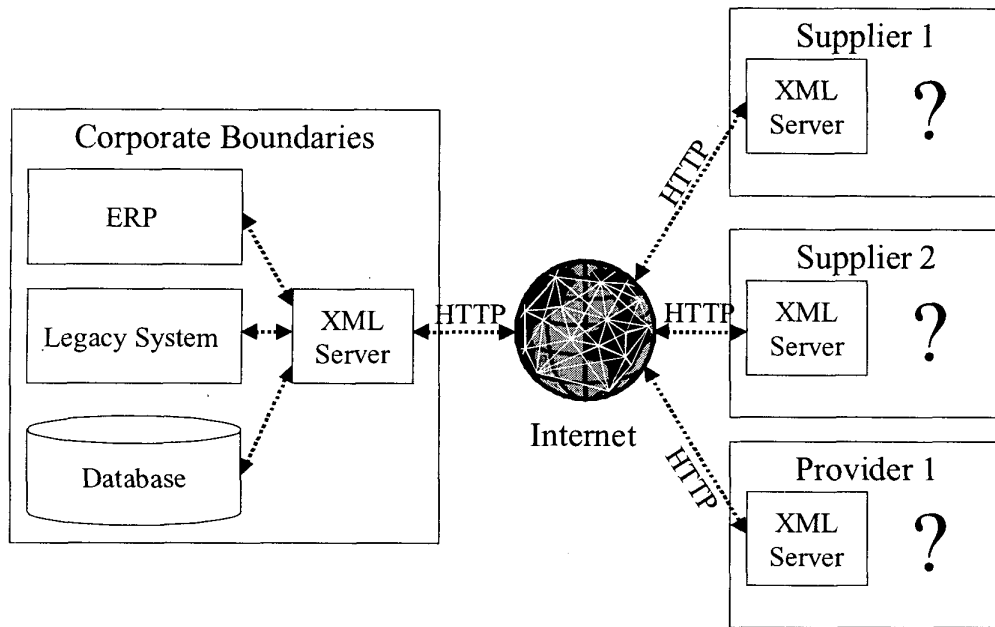 Corporate Boundaries
ERP
Legacy System
Database
XML
Server
HTTP
Internet
HTTP
HTTP
HTTP
Supplier 1
XML
Server
?
Supplier 2
XML
Server
?
Provider 1
XML
Server
?